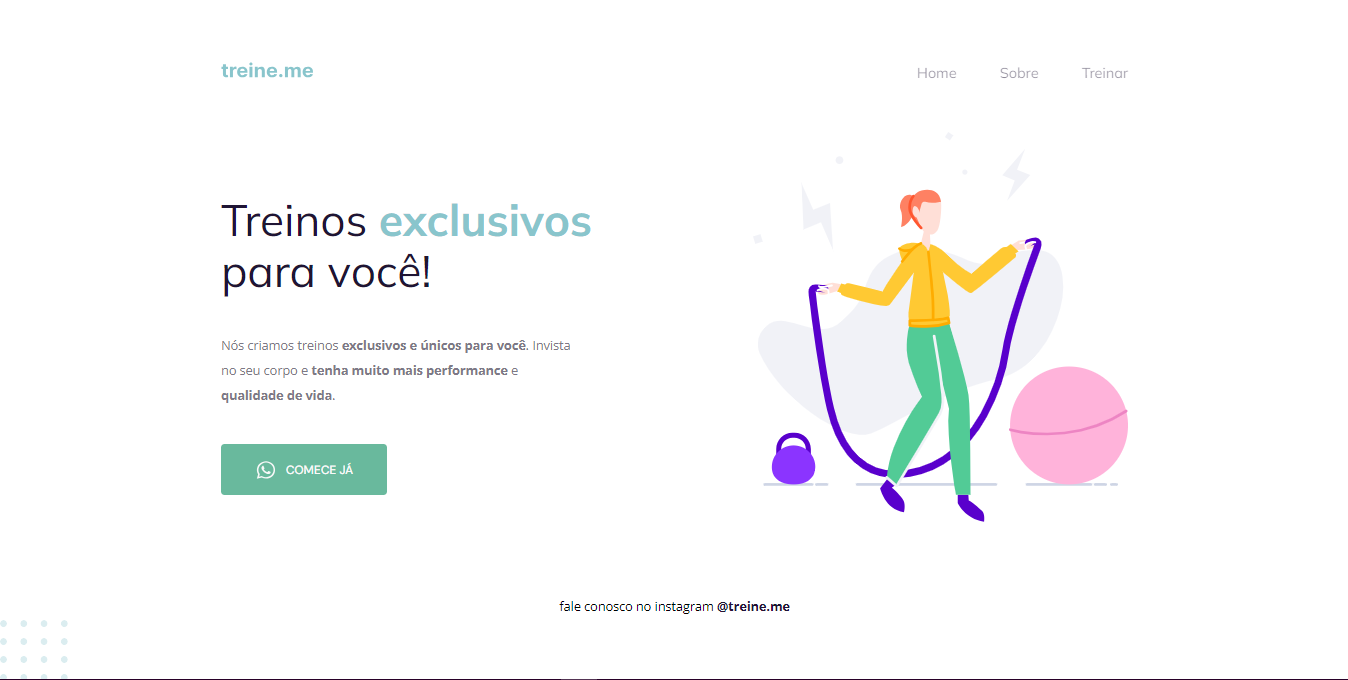 treine.me
Home Sobre Treinar
Treinos exclusivos
para você!
Nós criamos treinos exclusivos e únicos para você. Invista
no seu corpo e tenha muito mais performance e
qualidade de vida.
COMECE JÁ
fale conosco no instagram @treine.me